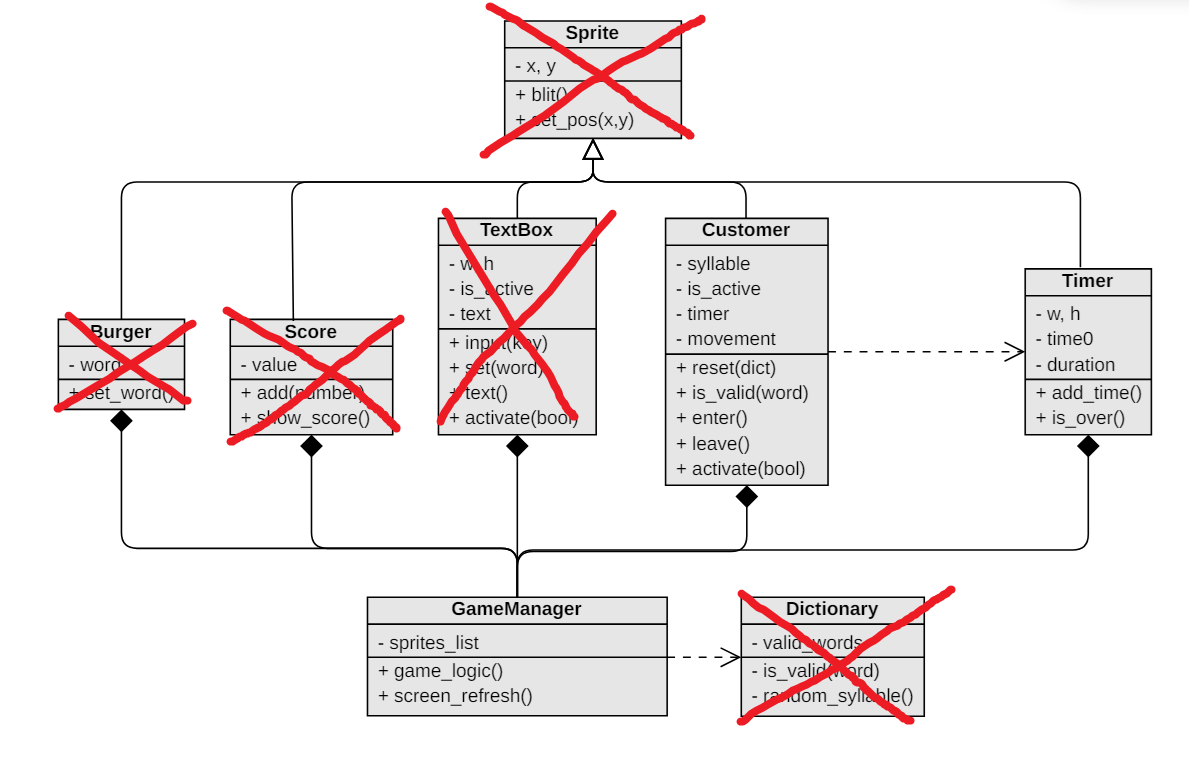 Sprite
- x, y
+ blit()
+ set_pos(x,y)
Burger
- word
+ set_word()
Score
- value
+ add(number)
+ show_score()
TextBox
- w, h
- is_active
- text
+ input(key)
+ set(word)
+ text()
+ activate(bool)
Customer
- syllable
- is_active
- timer
- movement
+ reset(dict)
+ is_valid(word)
+ enter()
+ leave()
+ activate(bool)
Timer
- w, h
- time0
- duration
+ add_time()
+ is_over()
GameManager
- sprites_list
+ game_logic()
+ screen_refresh()
Dictionary
- valid_words
- is_valid(word)
- random_syllable()